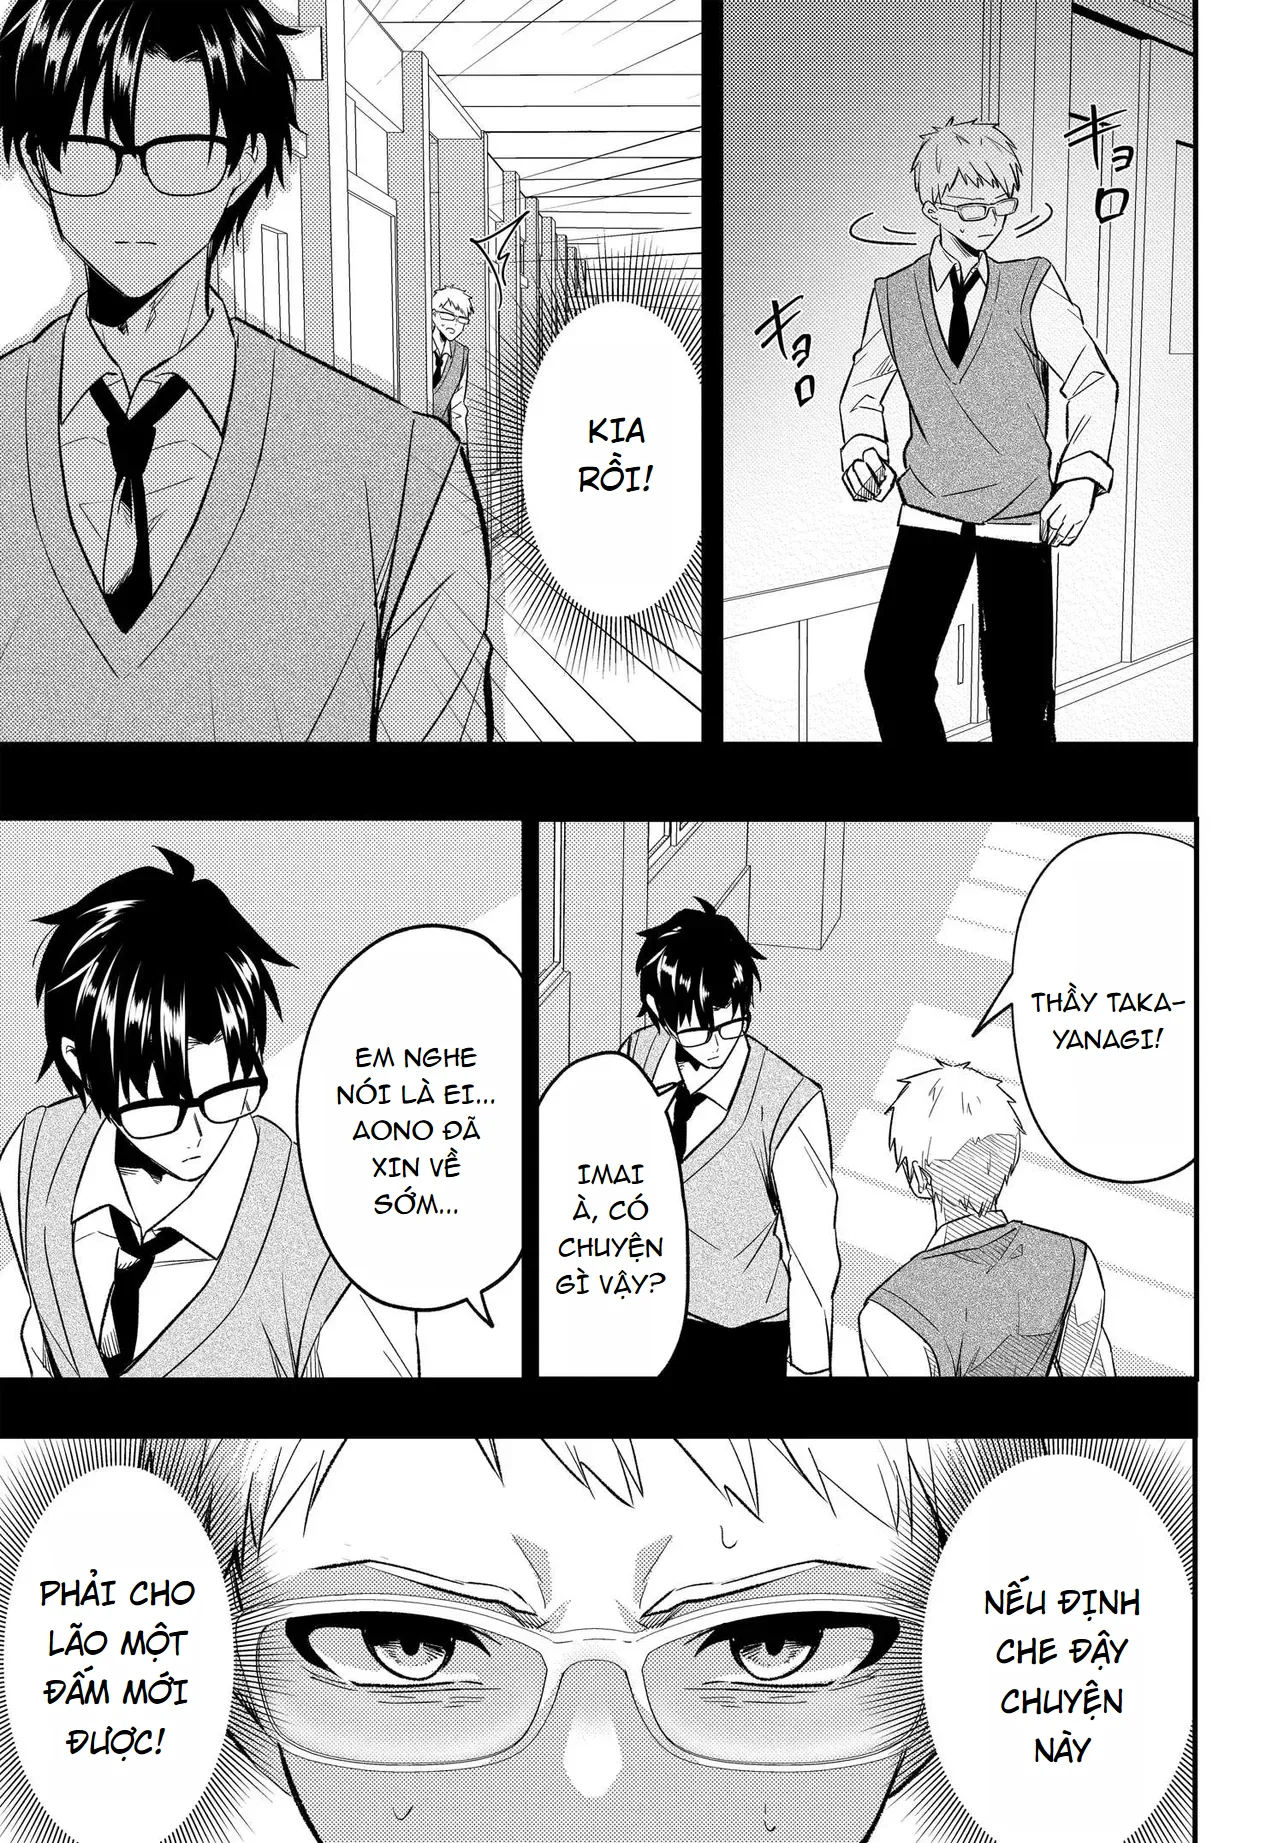 キョロ
キョロ
KIA
RỒI!
THẦY TAKA-
YANAGI!
IMAI
À, CÓ
CHUYỆN
GÌ VẬY?
EM NGHE
NÓI LÀ EI...
AONO ĐÃ
XIN VỀ
SỚM...
NẾU ĐỊNH
CHE ĐẬY
CHUYỆN
NÀY
PHẢI CHO
LÃO MỘT
ĐẤM MỚI
ĐƯỢC!